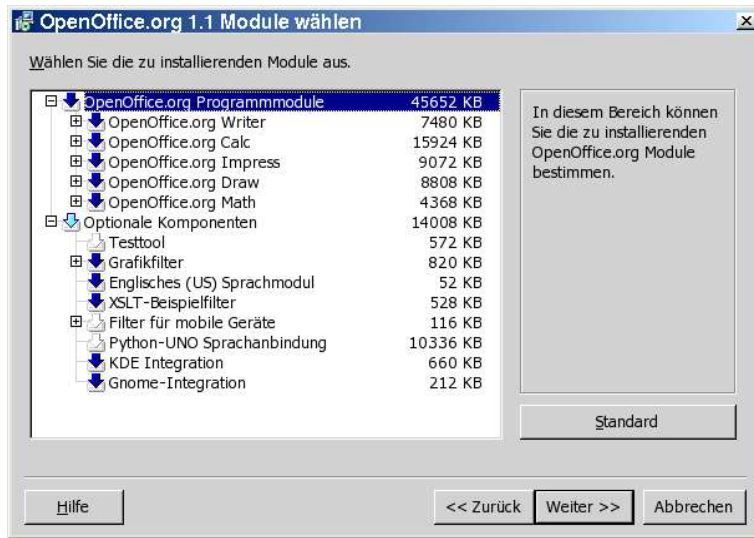 OpenOffice.org 1.1 Module wählen
Wählen Sie die zu installierenden Module aus.
OpenOffice.org Programmmodule 45652 KB
OpenOffice.org Writer 7480 KB
OpenOffice.org Calc 15924 KB
OpenOffice.org Impress 9072 KB
OpenOffice.org Draw 8808 KB
OpenOffice.org Math 4368 KB
Optionale Komponenten 14008 KB
Testtool 572 KB
Grafikfilter 820 KB
Englisches (US) Sprachmodul 52 KB
XSLT-Beispielfilter 528 KB
Filter für mobile Geräte 116 KB
Python-UNO Sprachanbindung 10336 KB
KDE Integration 660 KB
Gnome-Integration 212 KB
In diesem Bereich können
Sie die zu installierenden
OpenOffice.org Module
bestimmen.
Standard
Hilfe
<< Zurück
Weiter >>
Abbrechen